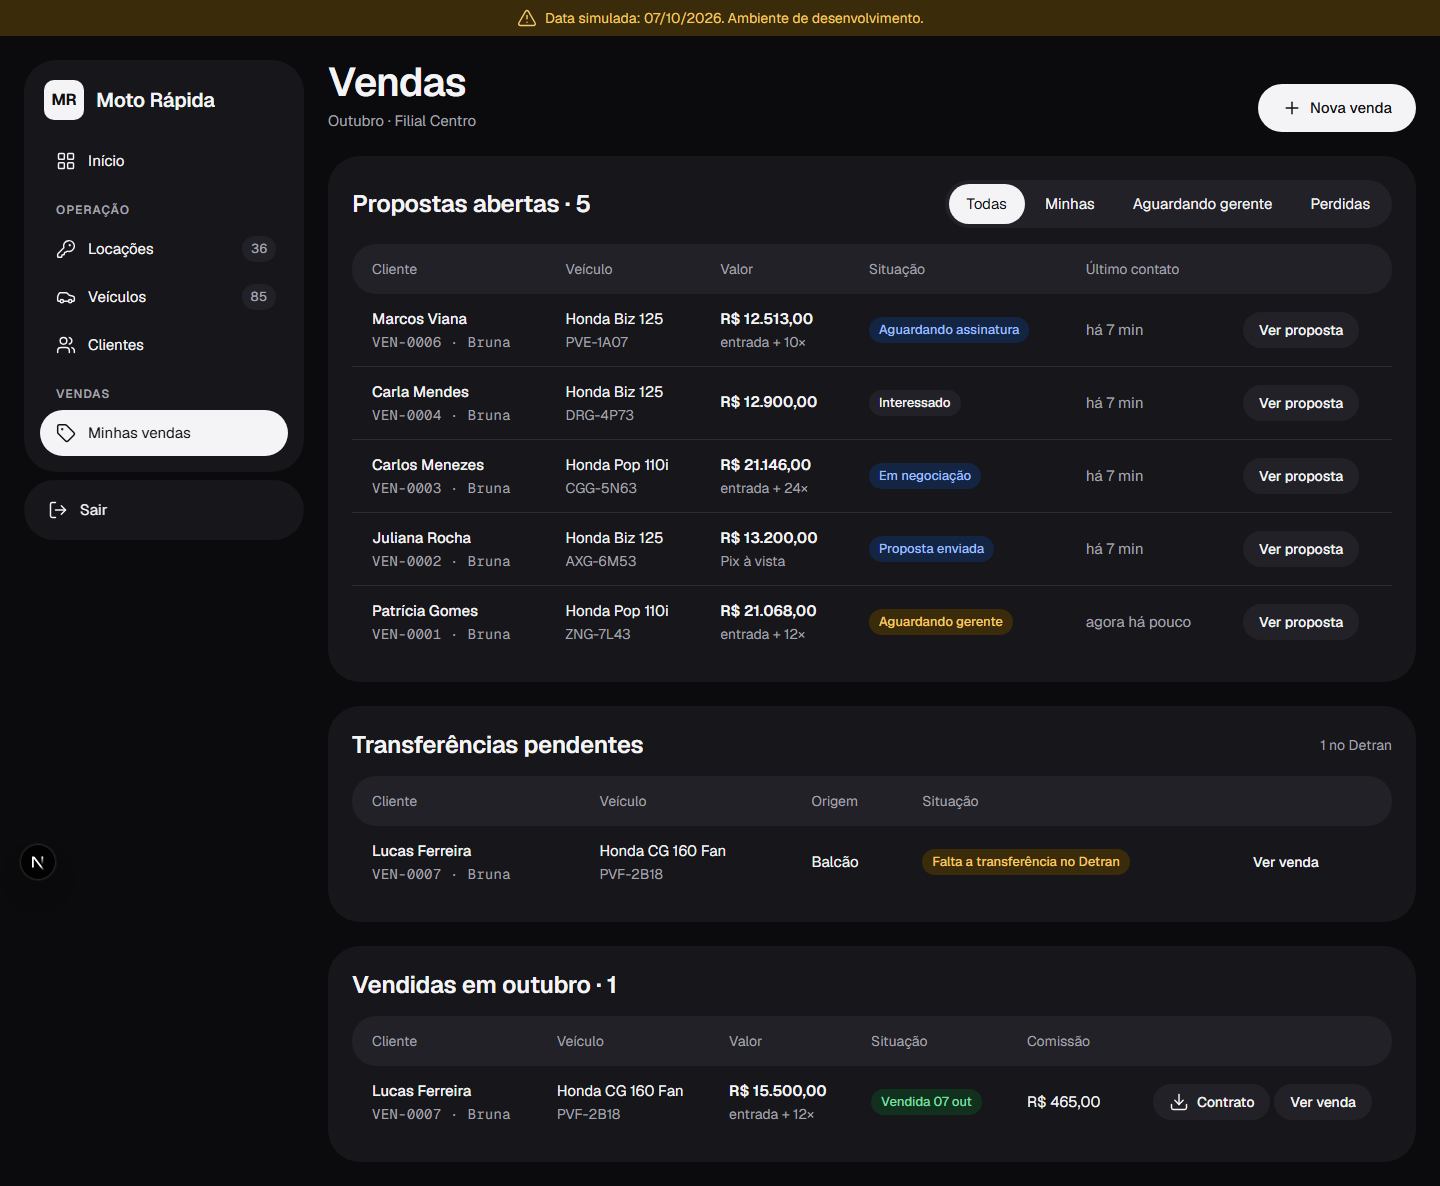 Data simulada: 07/10/2026. Ambiente de desenvolvimento.
MR Moto Rápida
Início
OPERAÇÃO
Locações 36
Veículos 85
Clientes
VENDAS
Minhas vendas
Sair
N
Vendas
Outubro · Filial Centro
Nova venda
Propostas abertas · 5
Todas Minhas Aguardando gerente Perdidas
Cliente Veículo Valor Situação Último contato
Marcos Viana Honda Biz 125 R$ 12.513,00 Aguardando assinatura há 7 min Ver proposta
VEN-0006 · Bruna PVE-1A07 entrada + 10×
Carla Mendes Honda Biz 125 R$ 12.900,00 Interessado há 7 min Ver proposta
VEN-0004 · Bruna DRG-4P73
Carlos Menezes Honda Pop 110i R$ 21.146,00 Em negociação há 7 min Ver proposta
VEN-0003 · Bruna CGG-5N63 entrada + 24×
Juliana Rocha Honda Biz 125 R$ 13.200,00 Proposta enviada há 7 min Ver proposta
VEN-0002 · Bruna AXG-6M53 Pix à vista
Patrícia Gomes Honda Pop 110i R$ 21.068,00 Aguardando gerente agora há pouco Ver proposta
VEN-0001 · Bruna ZNG-7L43 entrada + 12×
Transferências pendentes 1 no Detran
Cliente Veículo Origem Situação
Lucas Ferreira Honda CG 160 Fan Balcão Falta a transferência no Detran Ver venda
VEN-0007 · Bruna PVF-2B18
Vendidas em outubro · 1
Cliente Veículo Valor Situação Comissão
Lucas Ferreira Honda CG 160 Fan R$ 15.500,00 Vendida 07 out R$ 465,00 Contrato Ver venda
VEN-0007 · Bruna PVF-2B18 entrada + 12×